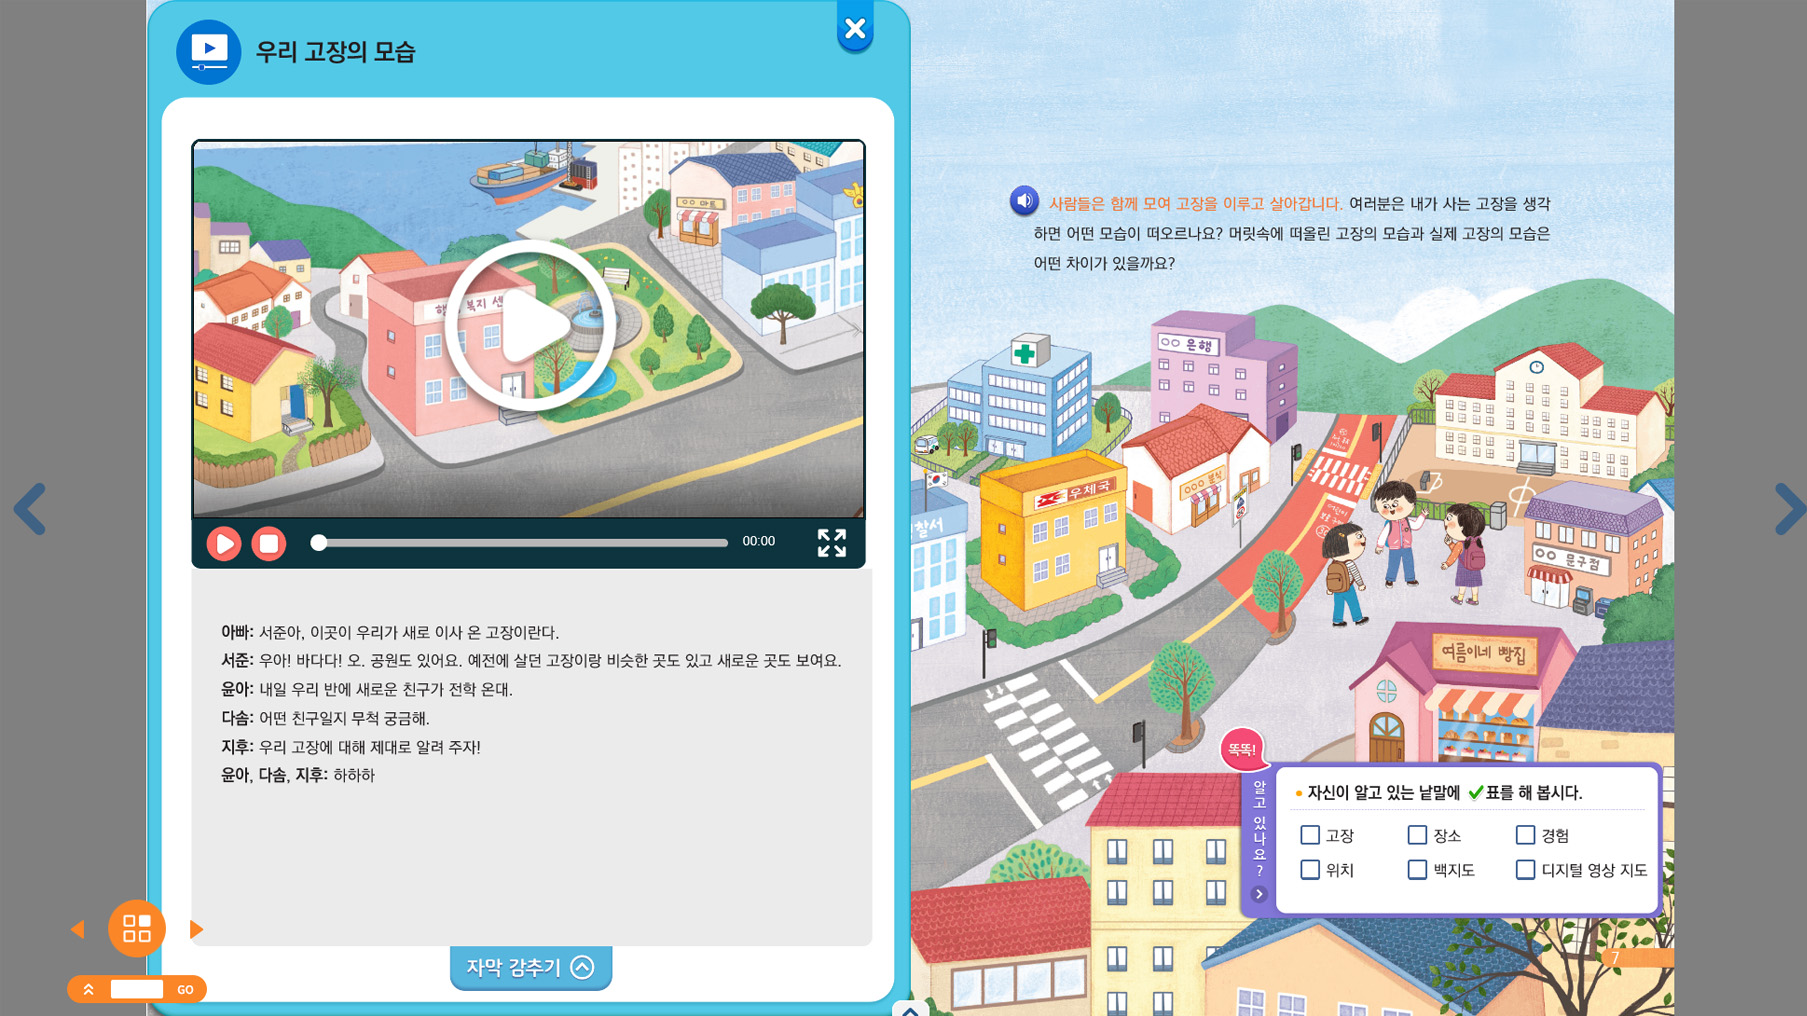 우리 고장의 모습
○○ 마트
00:00
아빠: 서준아, 이곳이 우리가 새로 이사 온 고장이란다.
서준: 우아! 바다다! 오. 공원도 있어요. 예전에 살던 고장이랑 비슷한 곳도 있고 새로운 곳도 보여요.
윤아: 내일 우리 반에 새로운 친구가 전학 온대.
다솜: 어떤 친구일지 무척 궁금해.
지후: 우리 고장에 대해 제대로 알려 주자!
윤아, 다솜, 지후: 하하하
자막 감추기
GO
사람들은 함께 모여 고장을 이루고 살아갑니다. 여러분은 내가 사는 고장을 생각
하면 어떤 모습이 떠오르나요? 머릿속에 떠올린 고장의 모습과 실제 고장의 모습은
어떤 차이가 있을까요?
○○ 은행
○○ 분식
우체국
찰서
○○ 문구점
여름이네 빵집
똑똑!
알고 있나요?
자신이 알고 있는 낱말에 ✓표를 해 봅시다.
고장 장소 경험
위치 백지도 디지털 영상 지도
7